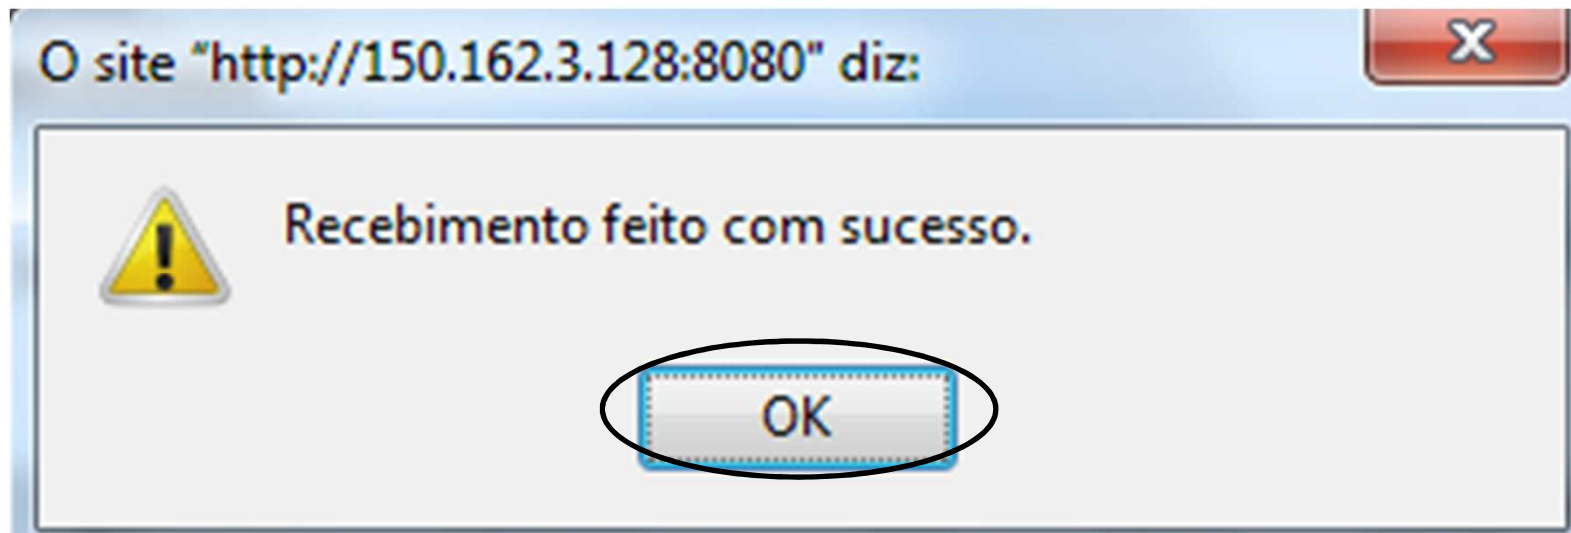 O site "http://150.162.3.128:8080" diz:
Recebimento feito com sucesso.
OK